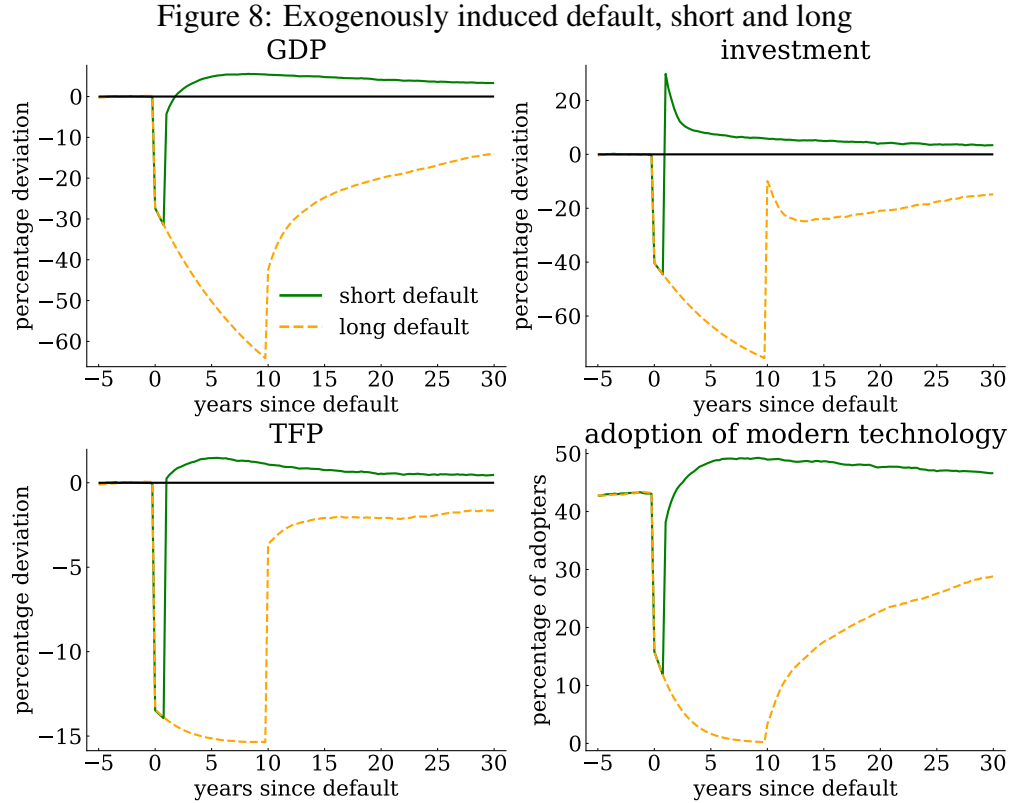 Figure 8: Exogenously induced default, short and long
GDP
percentage deviation
0
−10
−20
−30
−40
−50
−60
short default
long default
−5 0 5 10 15 20 25 30
years since default
investment
percentage deviation
20
0
−20
−40
−60
−5 0 5 10 15 20 25 30
years since default
TFP
percentage deviation
0
−5
−10
−15
−5 0 5 10 15 20 25 30
years since default
adoption of modern technology
percentage of adopters
50
40
30
20
10
0
−5 0 5 10 15 20 25 30
years since default